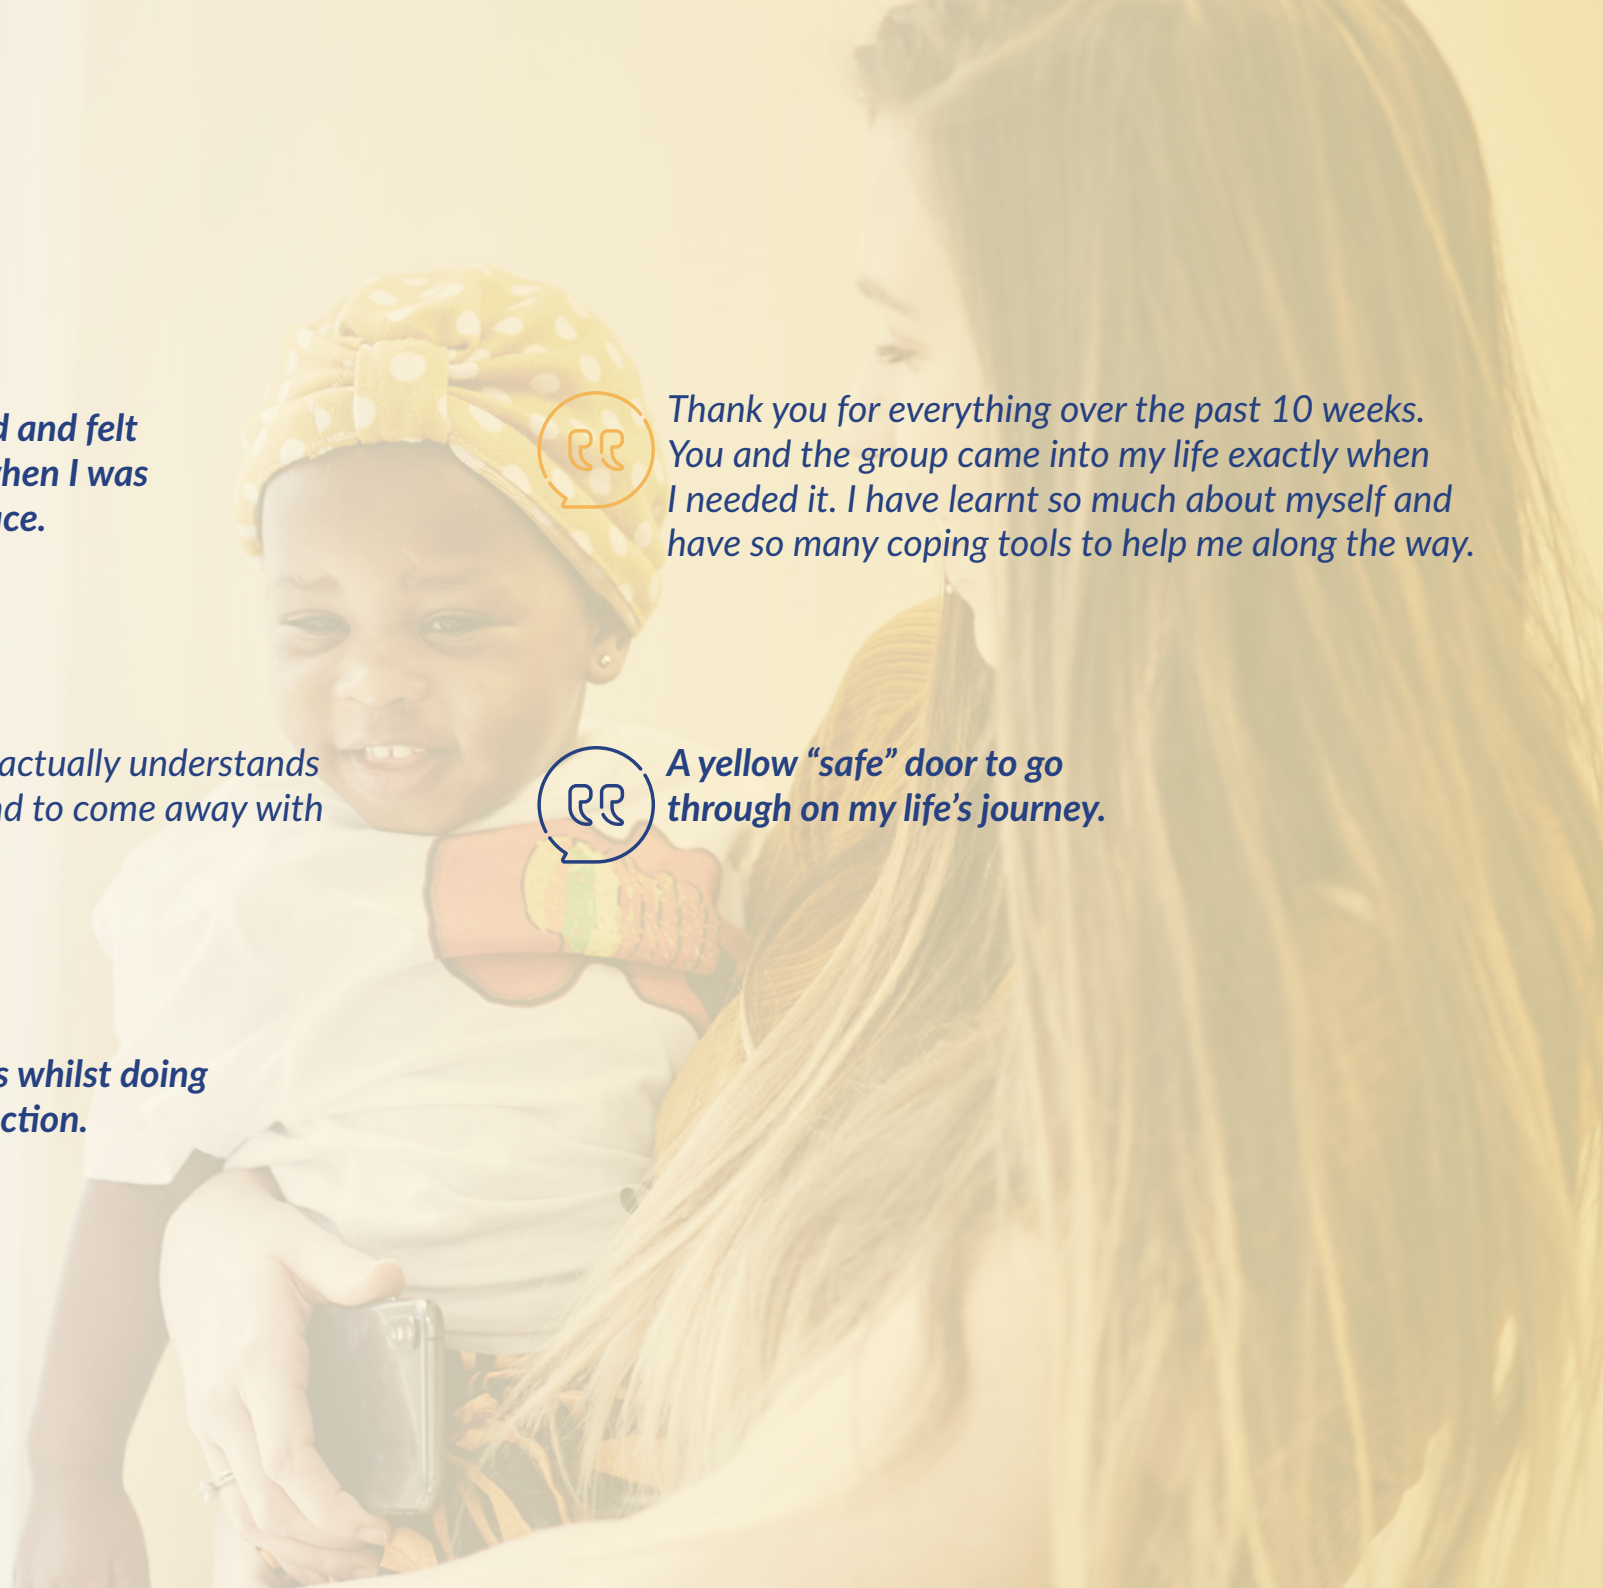 and felt
when I was
Thank you for everything over the past 10 weeks.
You and the group came into my life exactly when
I needed it. I have learnt so much about myself and
have so many coping tools to help me along the way.
actually understands
to come away with
A yellow “safe” door to go
through on my life’s journey.
whilst doing